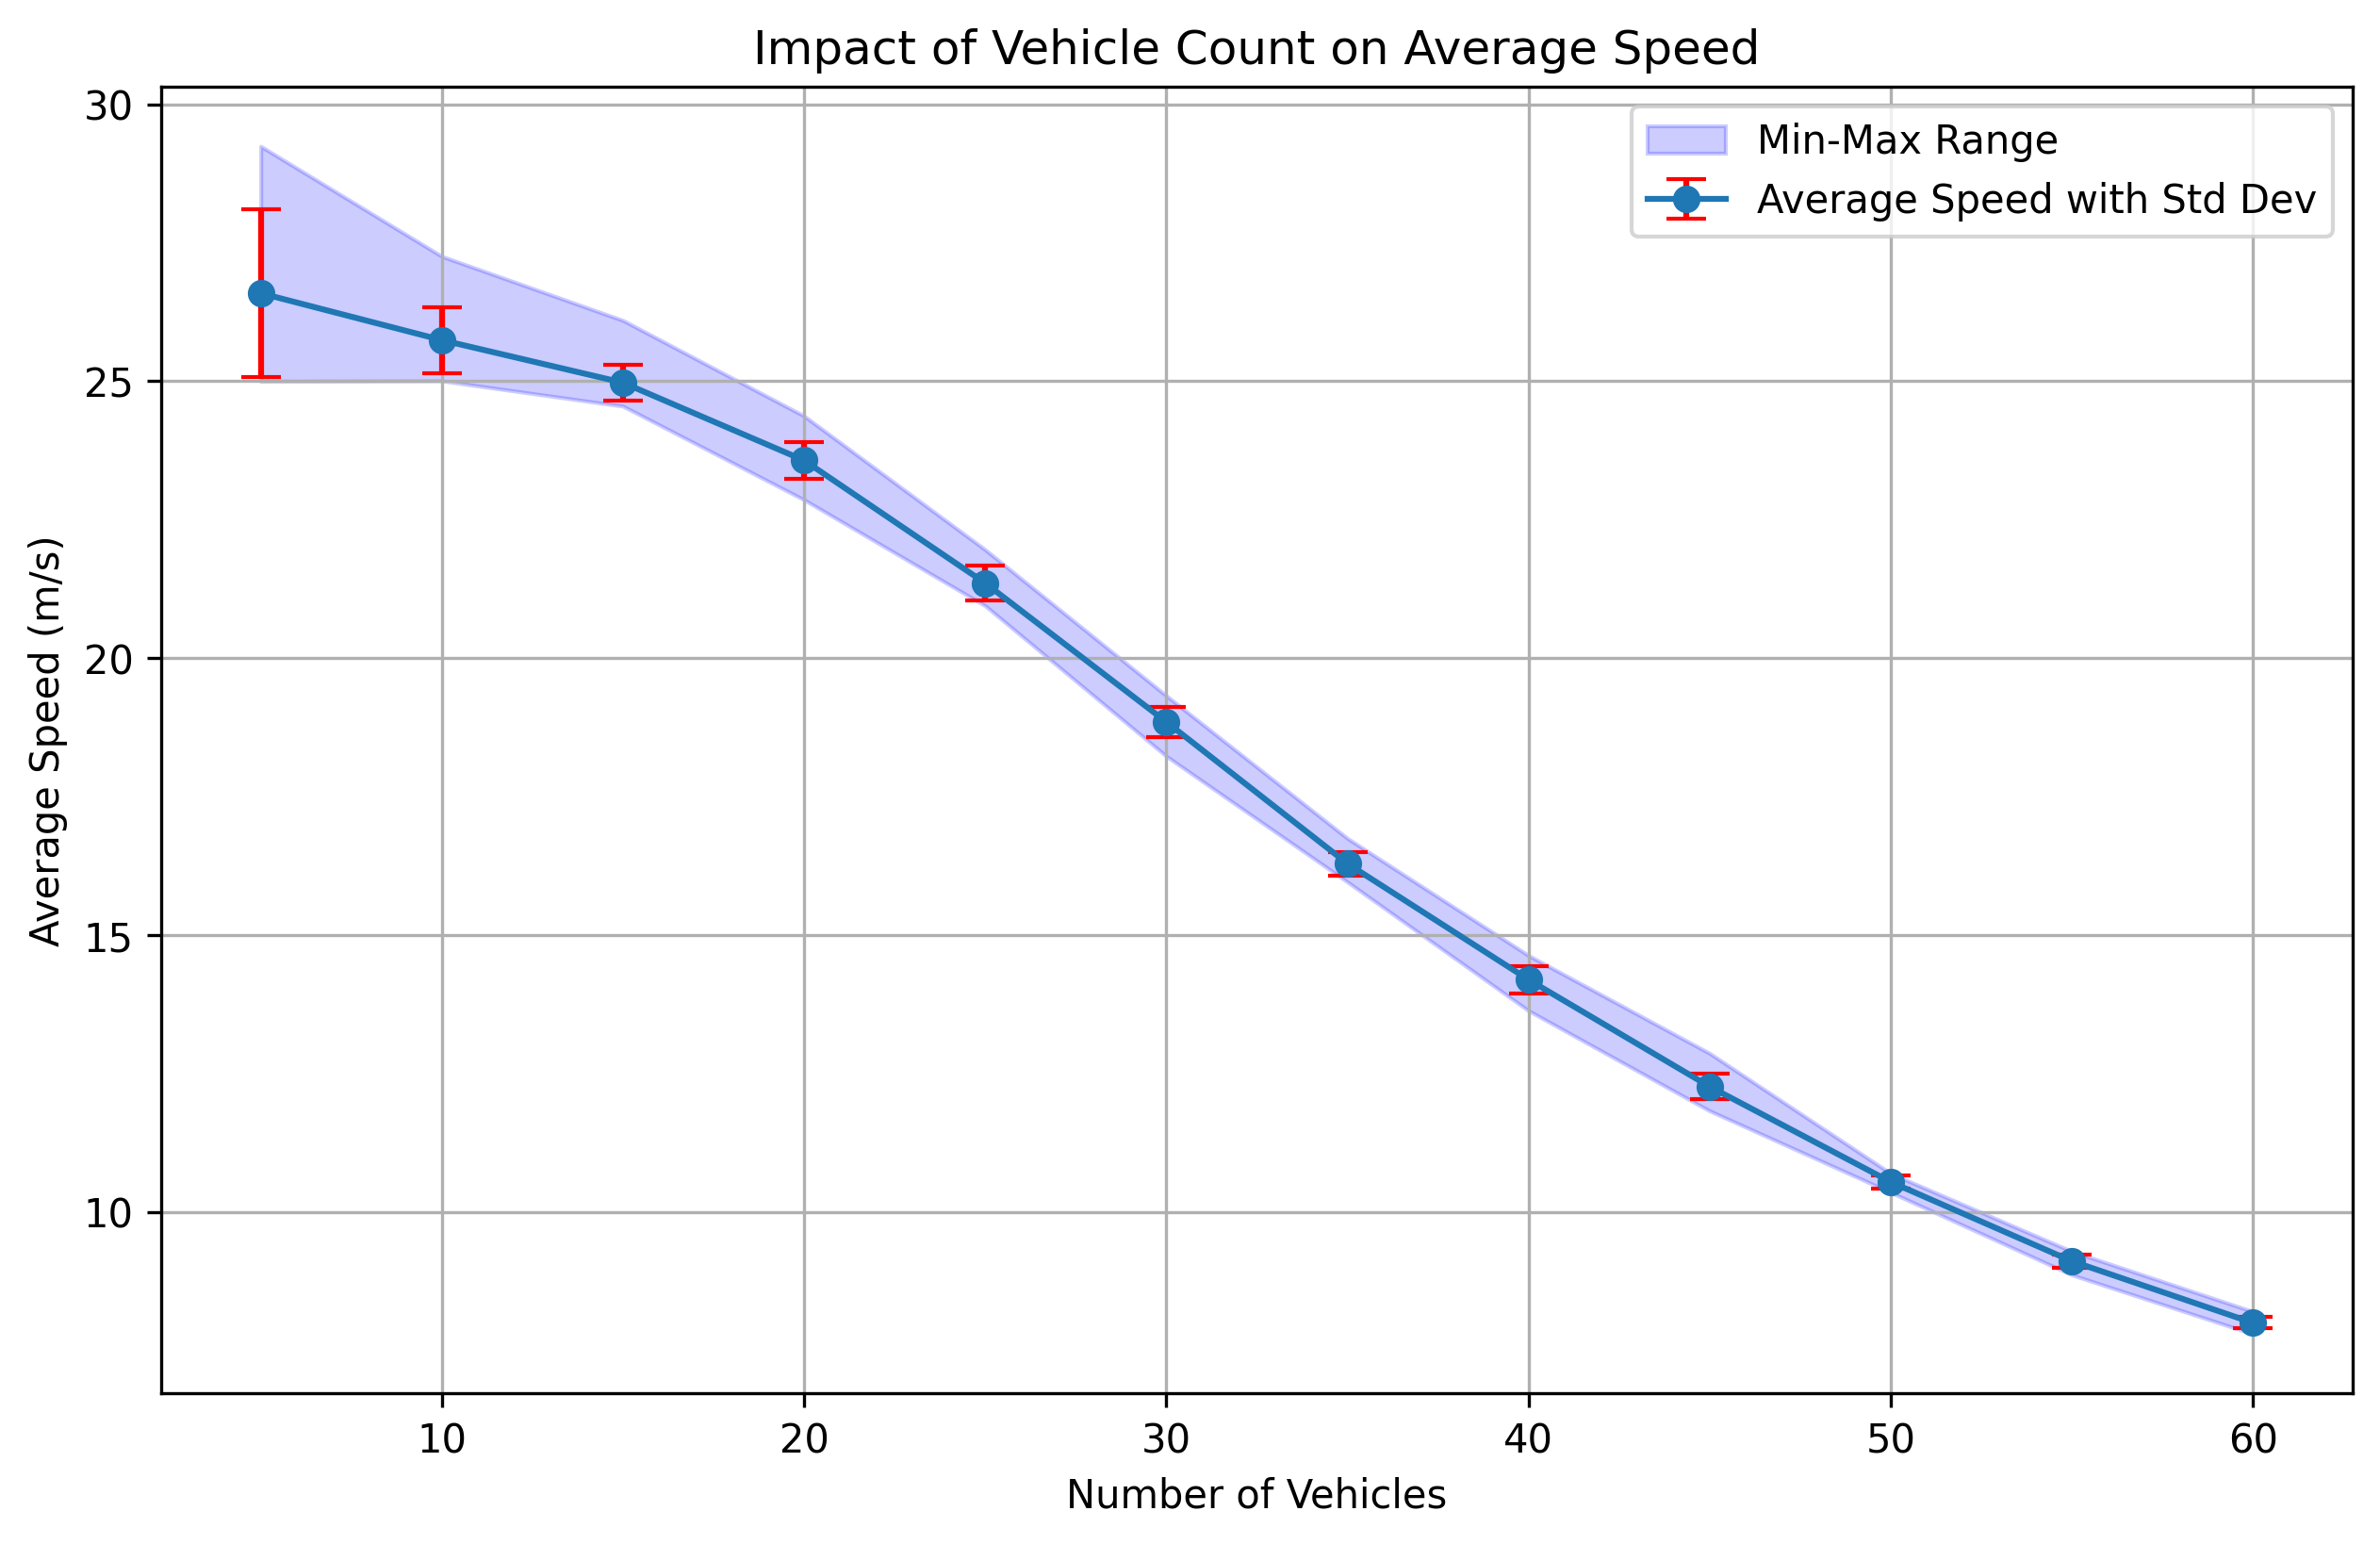 Impact of Vehicle Count on Average Speed
Min-Max Range
Average Speed with Std Dev
Average Speed (m/s)
30
25
20
15
10
10
20
30
40
50
60
Number of Vehicles